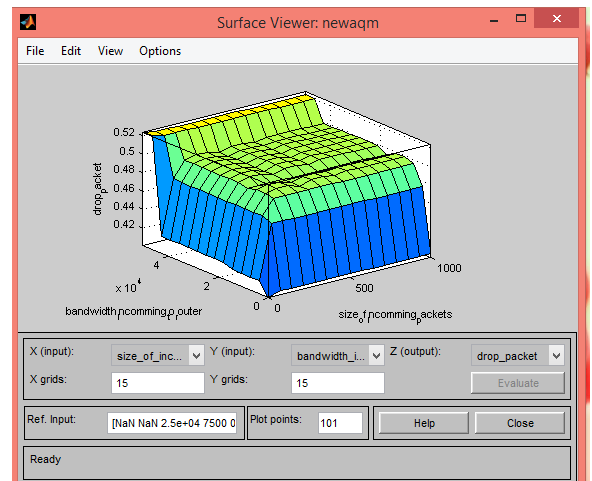 Surface Viewer: newaqm
File Edit View Options
0.52
0.5
0.48
0.46
0.44
0.42
drop_packet
4
x 10^4
2
0
0
500
1000
bandwidth_incomming_to_router
size_of_incomming_packets
X (input): size_of_inc... Y (input): bandwidth_i... Z (output): drop_packet
X grids: 15 Y grids: 15 Evaluate
Ref. Input: [NaN NaN 2.5e+04 7500 0 Plot points: 101 Help Close
Ready